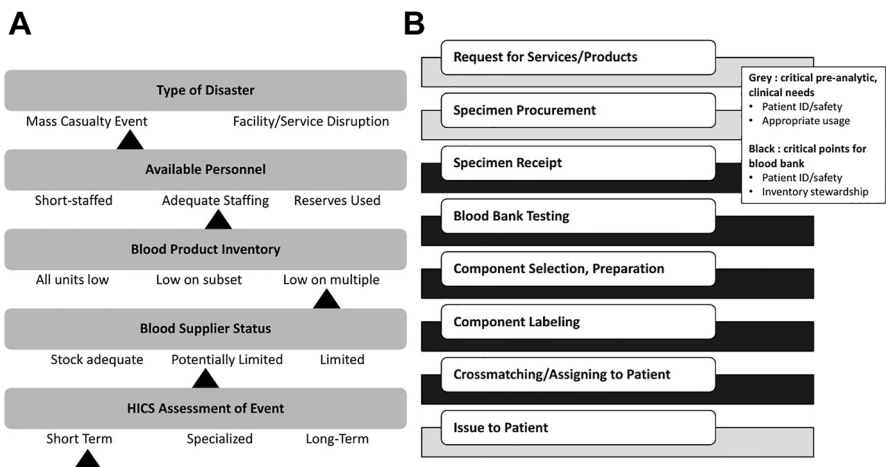 A
Type of Disaster
Mass Casualty Event Facility/Service Disruption
Available Personnel
Short-staffed Adequate Staffing Reserves Used
Blood Product Inventory
All units low Low on subset Low on multiple
Blood Supplier Status
Stock adequate Potentially Limited Limited
HICS Assessment of Event
Short Term Specialized Long-Term
B
Request for Services/Products
Specimen Procurement
Specimen Receipt
Blood Bank Testing
Component Selection, Preparation
Component Labeling
Crossmatching/Assigning to Patient
Issue to Patient
Grey : critical pre-analytic,
clinical needs
• Patient ID/safety
• Appropriate usage
Black : critical points for
blood bank
• Patient ID/safety
• Inventory stewardship